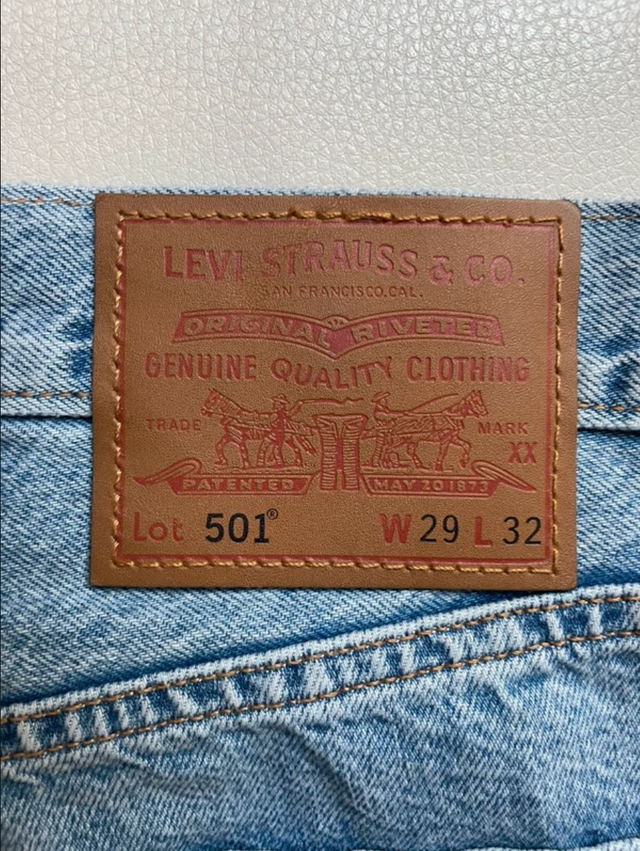 LEVI STRAUSS & CO.
SAN FRANCISCO, CAL.
ORIGINAL RIVETED
GENUINE QUALITY CLOTHING
TRADE MARK
XX
PATENTED MAY 20 1873
Lot 501® W 29 L 32